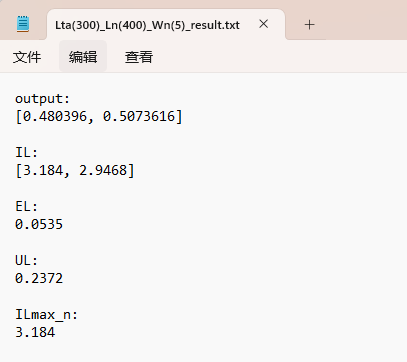 Lta(300)_Ln(400)_Wn(5)_result.txt
文件 编辑 查看
output:
[0.480396, 0.5073616]
IL:
[3.184, 2.9468]
EL:
0.0535
UL:
0.2372
ILmax_n:
3.184